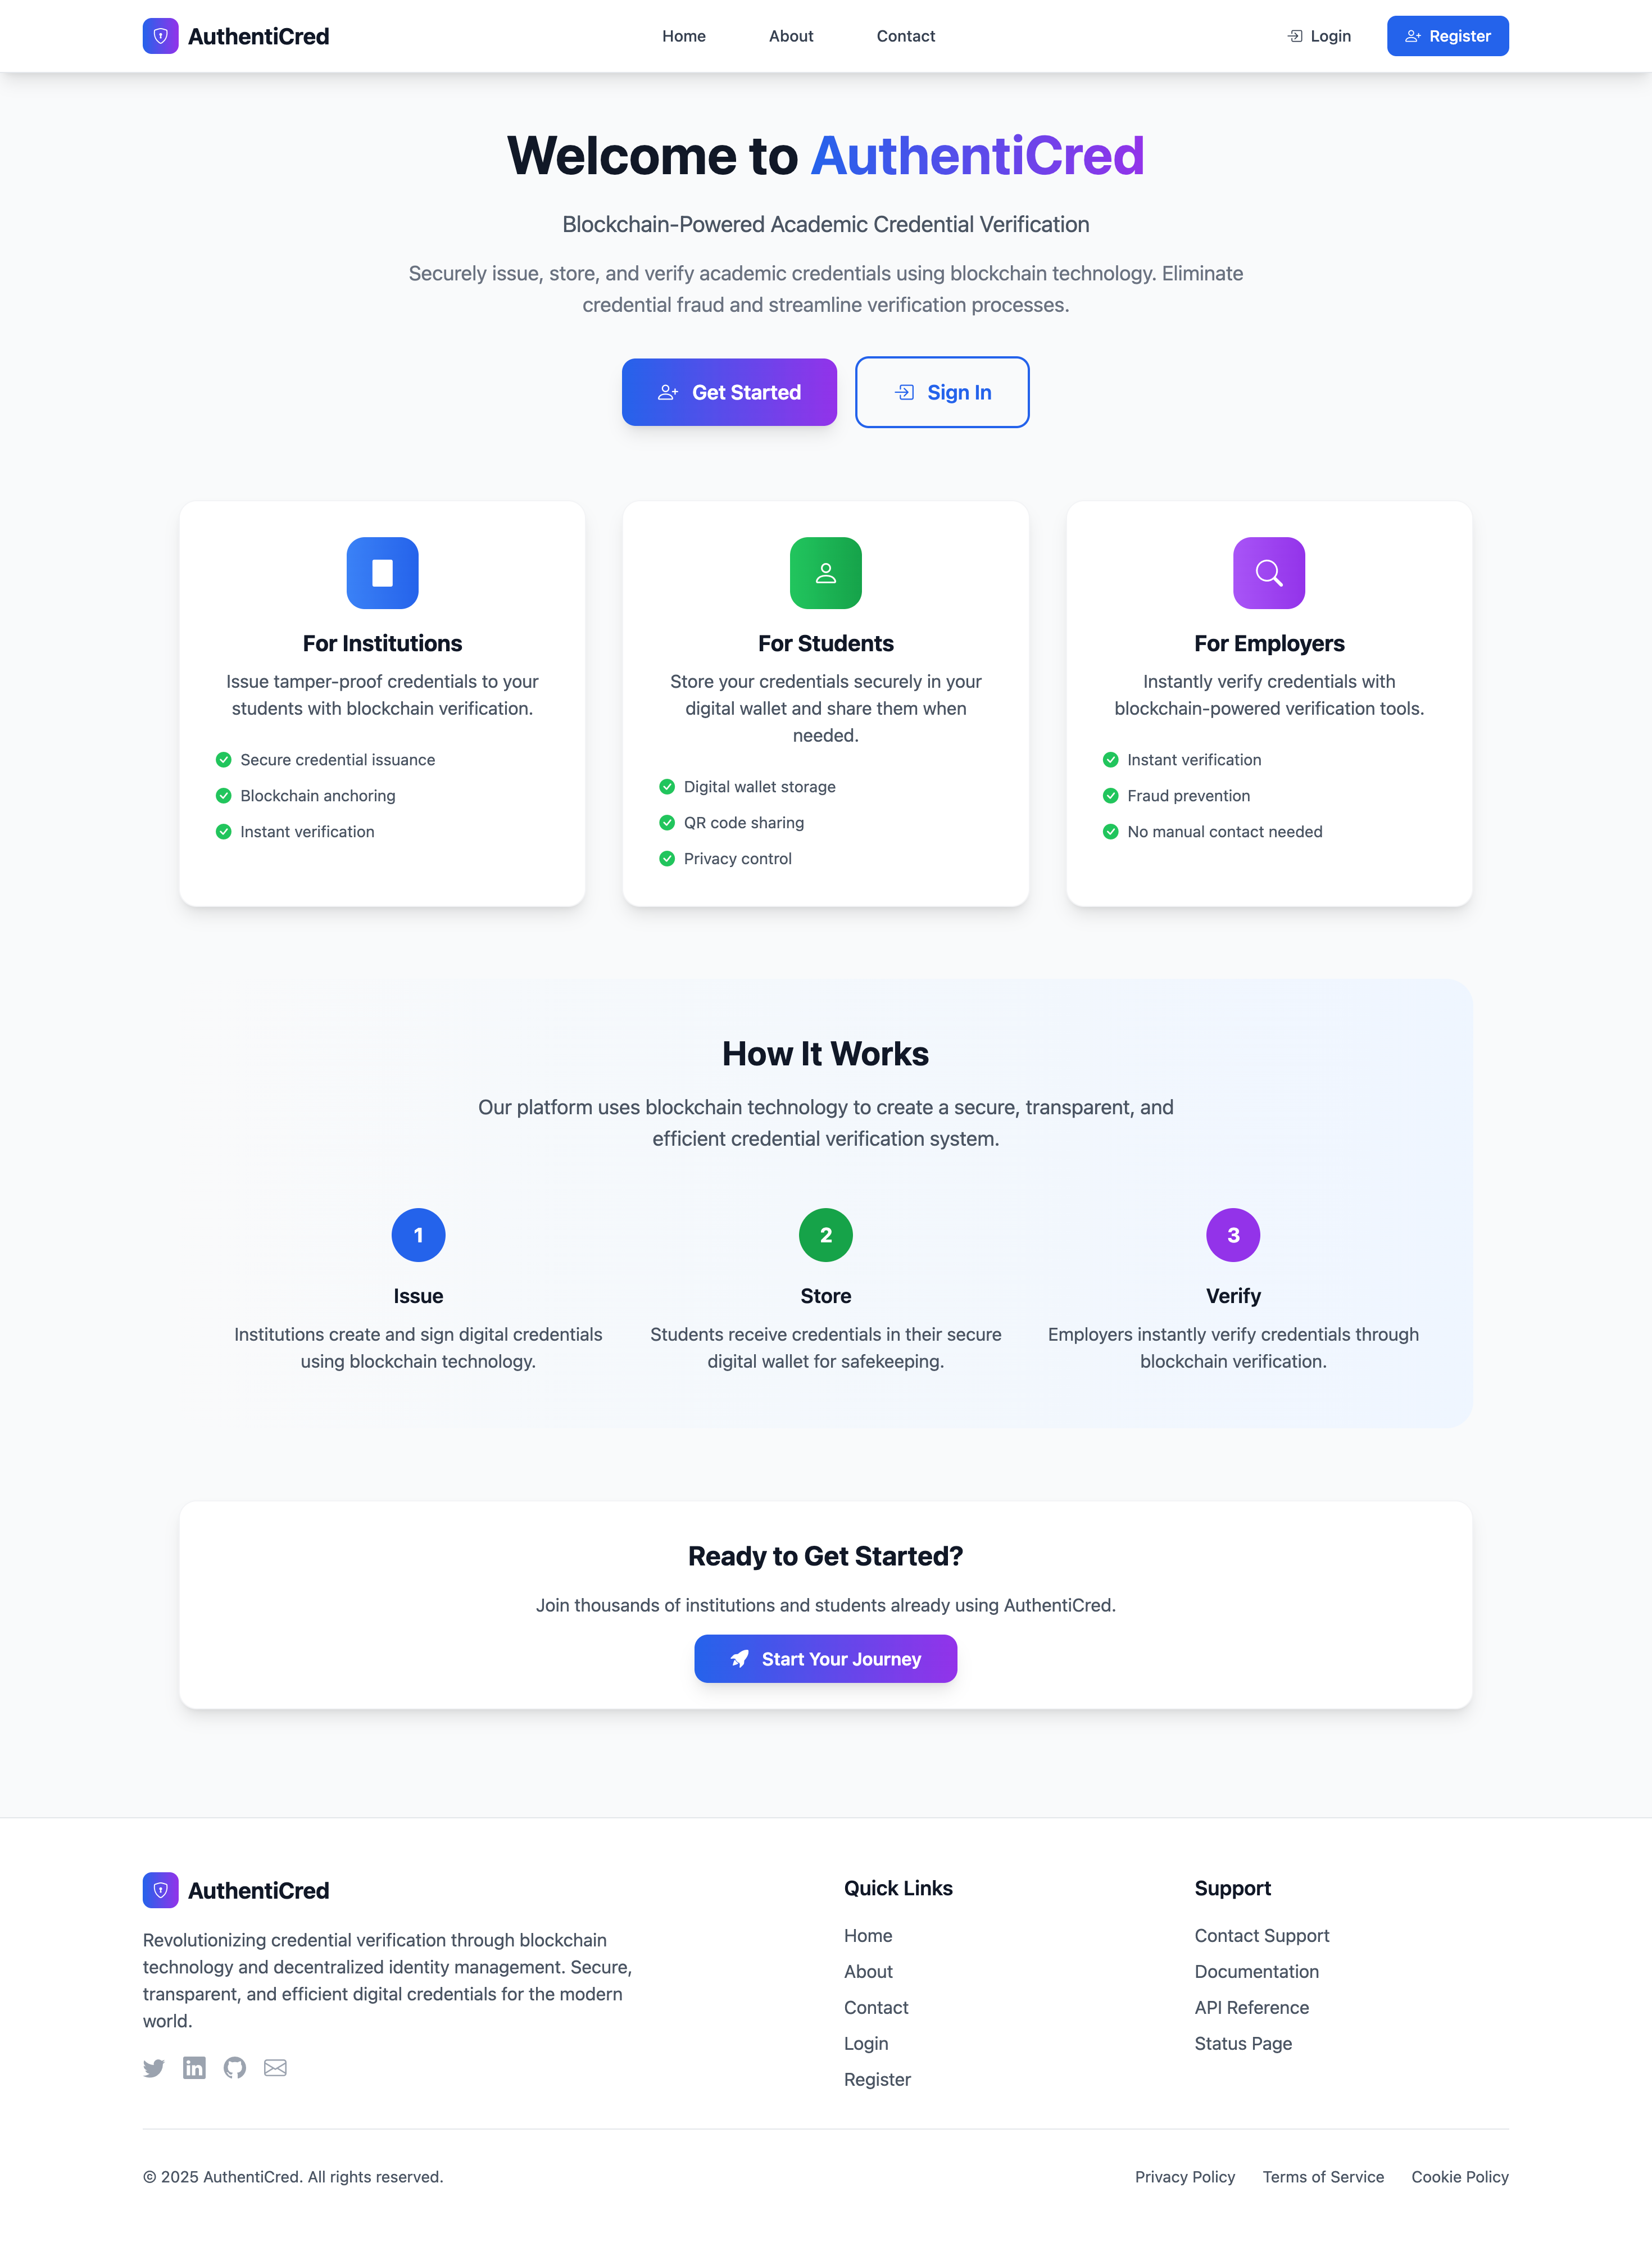 AuthentiCred
Home
About
Contact
Login
Register
Welcome to AuthentiCred
Blockchain-Powered Academic Credential Verification
Securely issue, store, and verify academic credentials using blockchain technology. Eliminate
credential fraud and streamline verification processes.
Get Started
Sign In
For Institutions
Issue tamper-proof credentials to your
students with blockchain verification.
Secure credential issuance
Blockchain anchoring
Instant verification
For Students
Store your credentials securely in your
digital wallet and share them when
needed.
Digital wallet storage
QR code sharing
Privacy control
For Employers
Instantly verify credentials with
blockchain-powered verification tools.
Instant verification
Fraud prevention
No manual contact needed
How It Works
Our platform uses blockchain technology to create a secure, transparent, and
efficient credential verification system.
1
Issue
Institutions create and sign digital credentials
using blockchain technology.
2
Store
Students receive credentials in their secure
digital wallet for safekeeping.
3
Verify
Employers instantly verify credentials through
blockchain verification.
Ready to Get Started?
Join thousands of institutions and students already using AuthentiCred.
Start Your Journey
AuthentiCred
Revolutionizing credential verification through blockchain
technology and decentralized identity management. Secure,
transparent, and efficient digital credentials for the modern
world.
Quick Links
Home
About
Contact
Login
Register
Support
Contact Support
Documentation
API Reference
Status Page
© 2025 AuthentiCred. All rights reserved.
Privacy Policy
Terms of Service
Cookie Policy